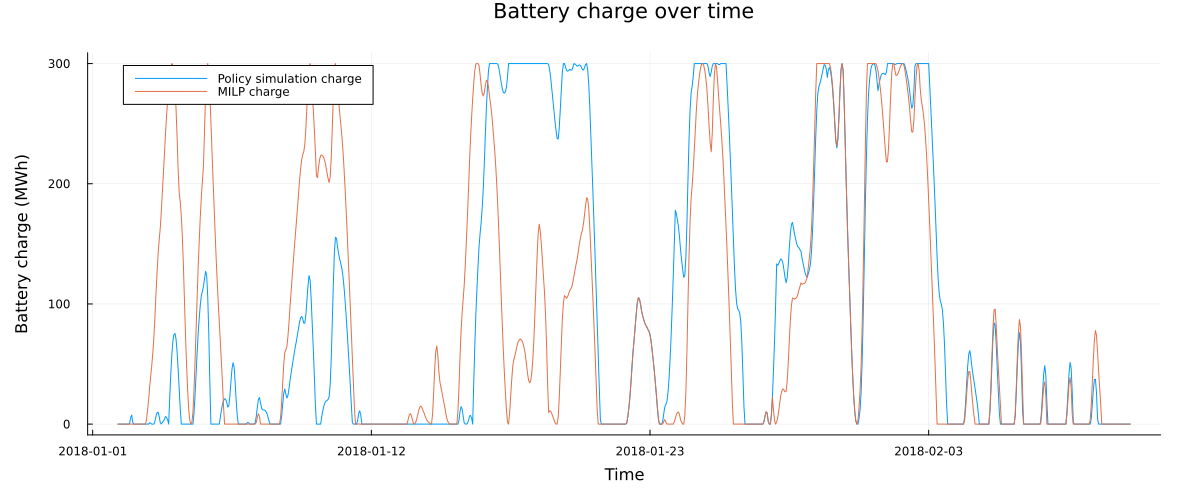 Battery charge over time
Policy simulation charge
MILP charge
Battery charge (MWh)
300
200
100
0
2018-01-01
2018-01-12
2018-01-23
2018-02-03
Time